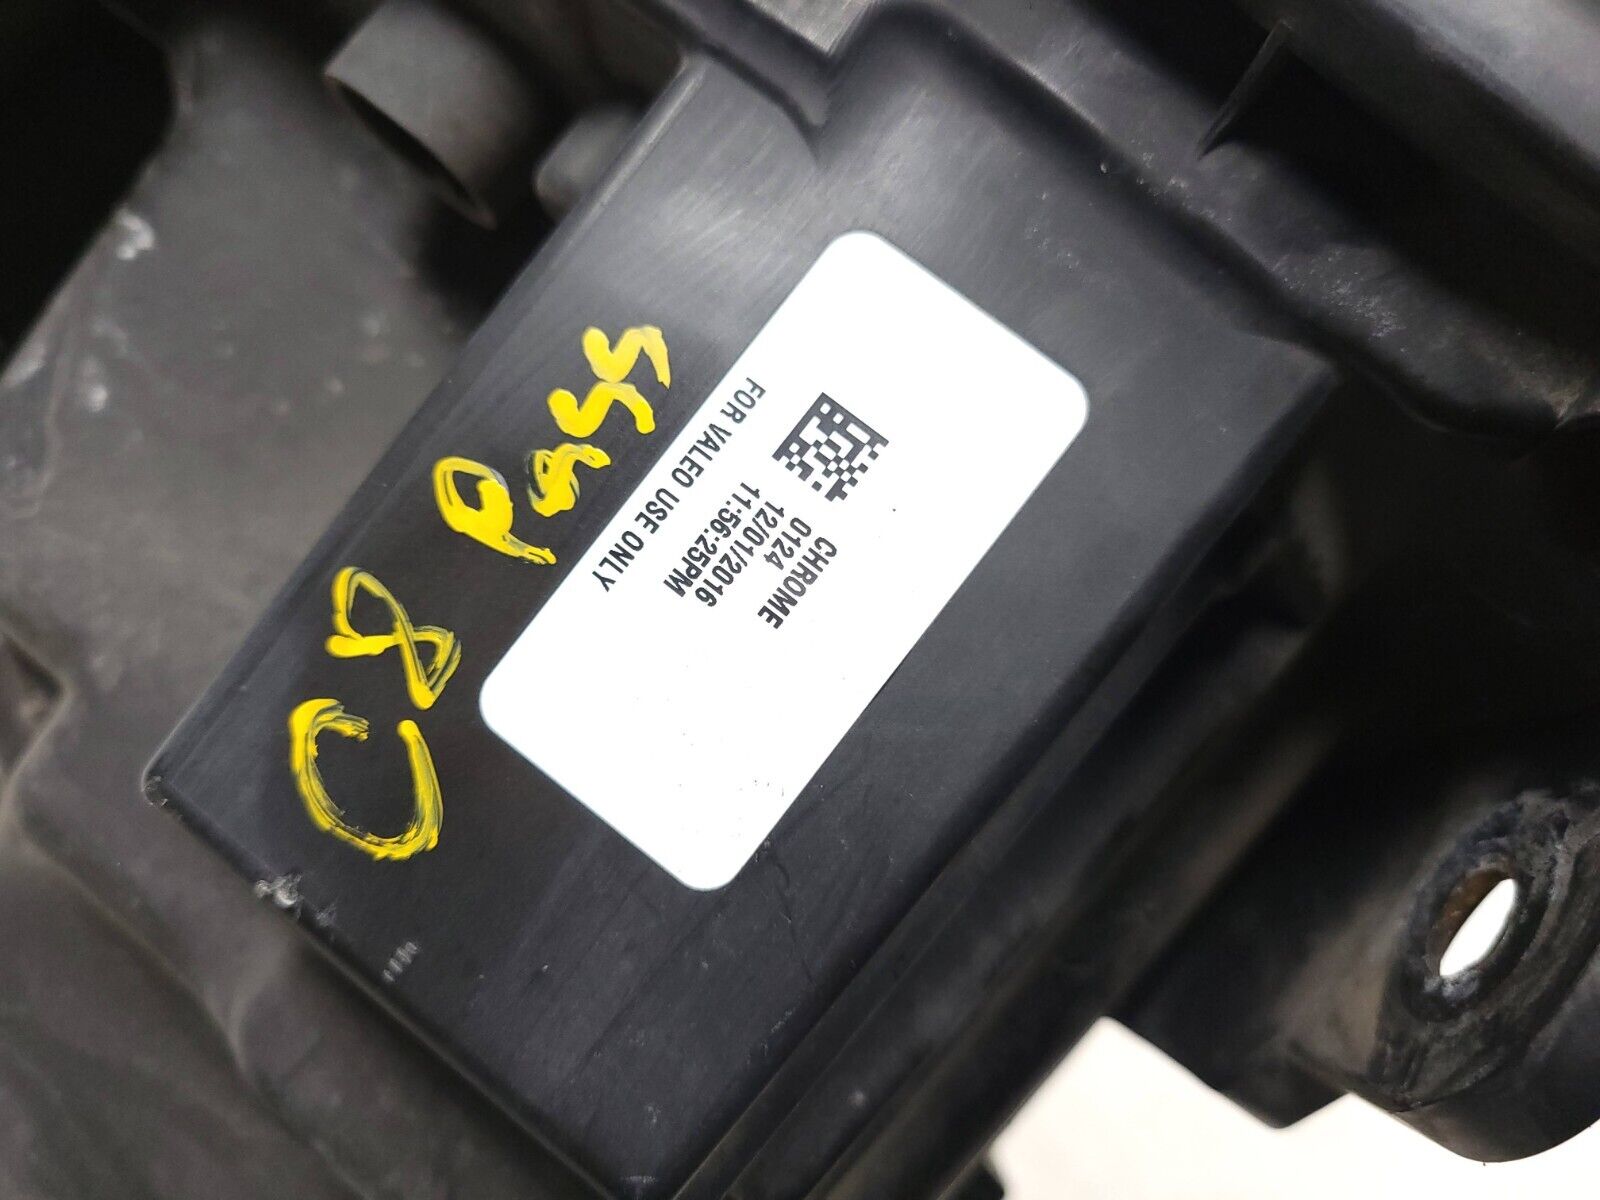 C8 Pass
CHROME
0124
12/01/2016
11:56:25PM
FOR VALEO USE ONLY